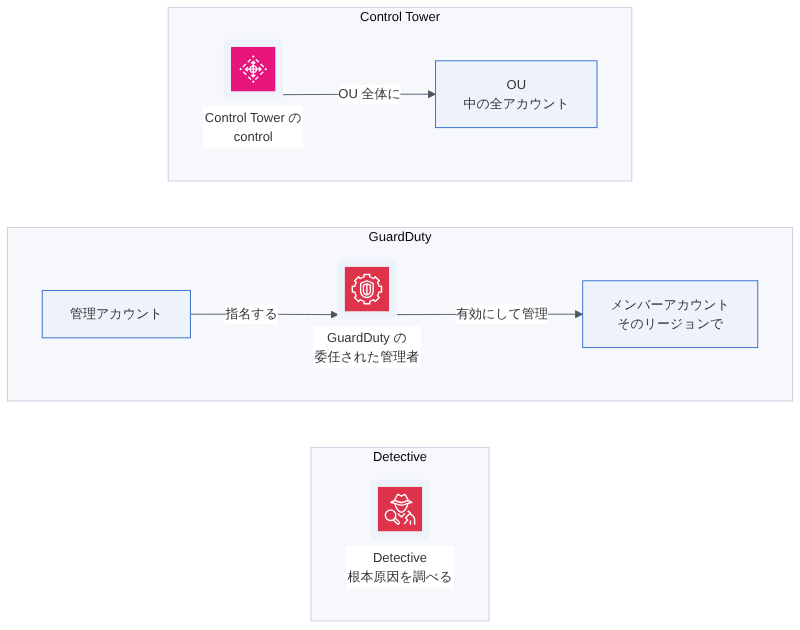 Control Tower
Control Tower の
control
OU 全体に
OU
中の全アカウント
GuardDuty
管理アカウント
指名する
GuardDuty の
委任された管理者
有効にして管理
メンバーアカウント
そのリージョンで
Detective
Detective
根本原因を調べる